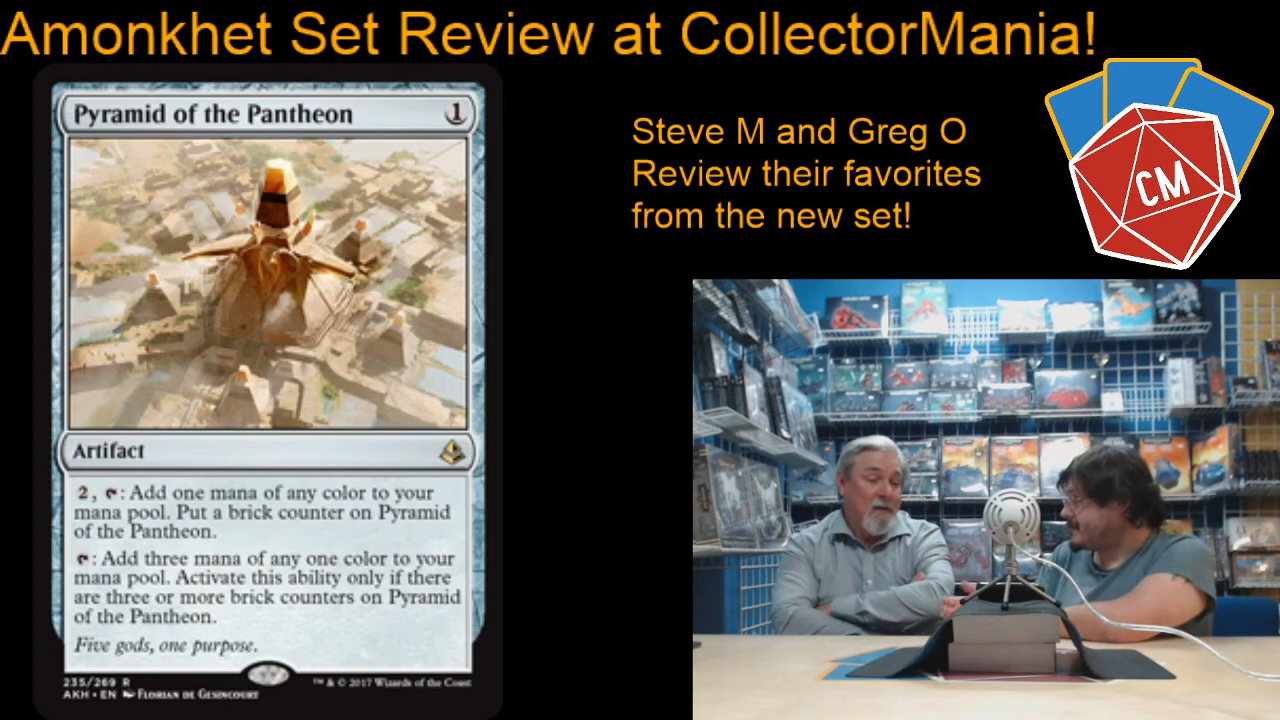 Amonkhet Set Review at CollectorMania!
Pyramid of the Pantheon 1
Artifact
2, : Add one mana of any color to your
mana pool. Put a brick counter on Pyramid
of the Pantheon.
: Add three mana of any one color to your
mana pool. Activate this ability only if there
are three or more brick counters on Pyramid
of the Pantheon.
Five gods, one purpose.
235/269 R
AKH • EN Florian de Gesincourt
™ & © 2017 Wizards of the Coast
Steve M and Greg O
Review their favorites
from the new set!
CM